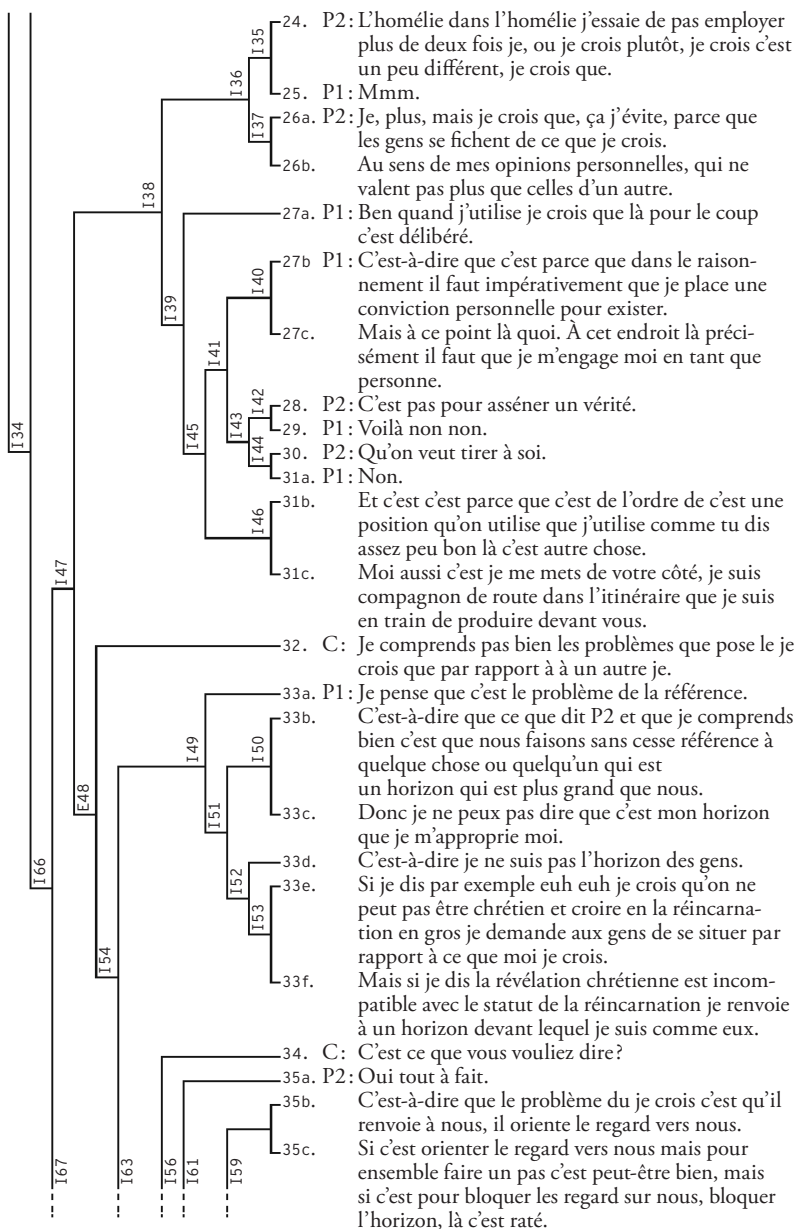 24. P2: L'homélie dans l'homélie j'essaie de pas employer
plus de deux fois je, ou je crois plutôt, je crois c'est
un peu différent, je crois que.
25. P1: Mmm.
26a. P2: Je, plus, mais je crois que, ça j'évite, parce que
les gens se fichent de ce que je crois.
26b. Au sens de mes opinions personnelles, qui ne
valent pas plus que celles d'un autre.
27a. P1: Ben quand j'utilise je crois que là pour le coup
c'est délibéré.
27b P1: C'est-à-dire que c'est parce que dans le raison-
nement il faut impérativement que je place une
conviction personnelle pour exister.
27c. Mais à ce point là quoi. À cet endroit là préci-
sément il faut que je m'engage moi en tant que
personne.
28. P2: C'est pas pour asséner un vérité.
29. P1: Voilà non non.
30. P2: Qu'on veut tirer à soi.
31a. P1: Non.
31b. Et c'est c'est parce que c'est de l'ordre de c'est une
position qu'on utilise que j'utilise comme tu dis
assez peu bon là c'est autre chose.
31c. Moi aussi c'est je me mets de votre côté, je suis
compagnon de route dans l'itinéraire que je suis
en train de produire devant vous.
32. C: Je comprends pas bien les problèmes que pose le je
crois que par rapport à à un autre je.
33a. P1: Je pense que c'est le problème de la référence.
33b. C'est-à-dire que ce que dit P2 et que je comprends
bien c'est que nous faisons sans cesse référence à
quelque chose ou quelqu'un qui est
un horizon qui est plus grand que nous.
33c. Donc je ne peux pas dire que c'est mon horizon
que je m'approprie moi.
33d. C'est-à-dire je ne suis pas l'horizon des gens.
33e. Si je dis par exemple euh euh je crois qu'on ne
peut pas être chrétien et croire en la réincarna-
tion en gros je demande aux gens de se situer par
rapport à ce que moi je crois.
33f. Mais si je dis la révélation chrétienne est incom-
patible avec le statut de la réincarnation je renvoie
à un horizon devant lequel je suis comme eux.
34. C: C'est ce que vous vouliez dire?
35a. P2: Oui tout à fait.
35b. C'est-à-dire que le problème du je crois c'est qu'il
renvoie à nous, il oriente le regard vers nous.
35c. Si c'est orienter le regard vers nous mais pour
ensemble faire un pas c'est peut-être bien, mais
si c'est pour bloquer les regard sur nous, bloquer
l'horizon, là c'est raté.
I34
I66
I67
I47
E48
I54
I63
I38
I56
I39
I61
I45
I41
I49
I51
I59
I36
I43
I52
I46
I35
I37
I40
I42
I44
I50
I53